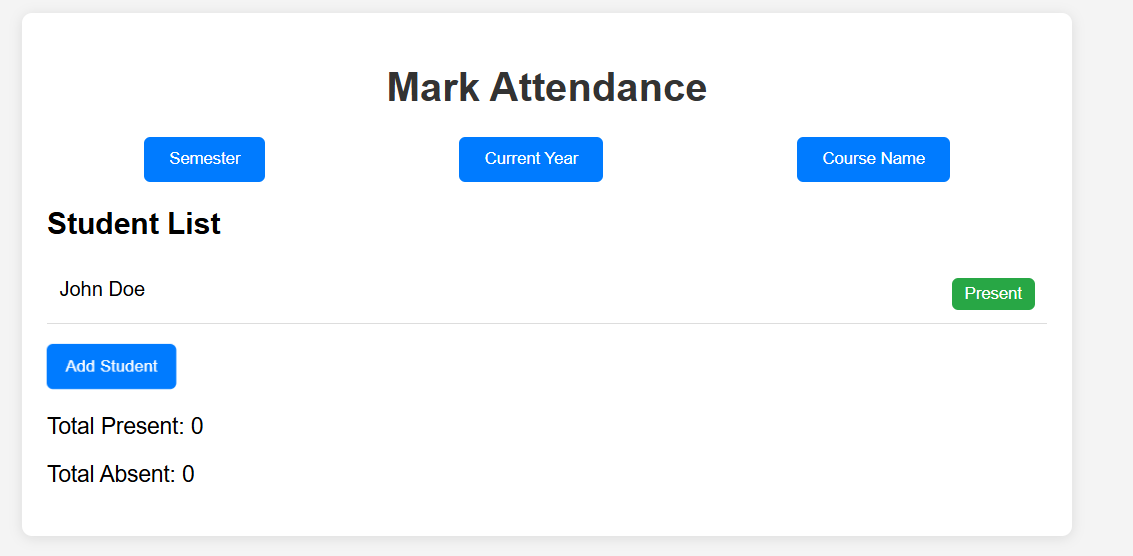 Mark Attendance
Semester Current Year Course Name
Student List
John Doe Present
Add Student
Total Present: 0
Total Absent: 0